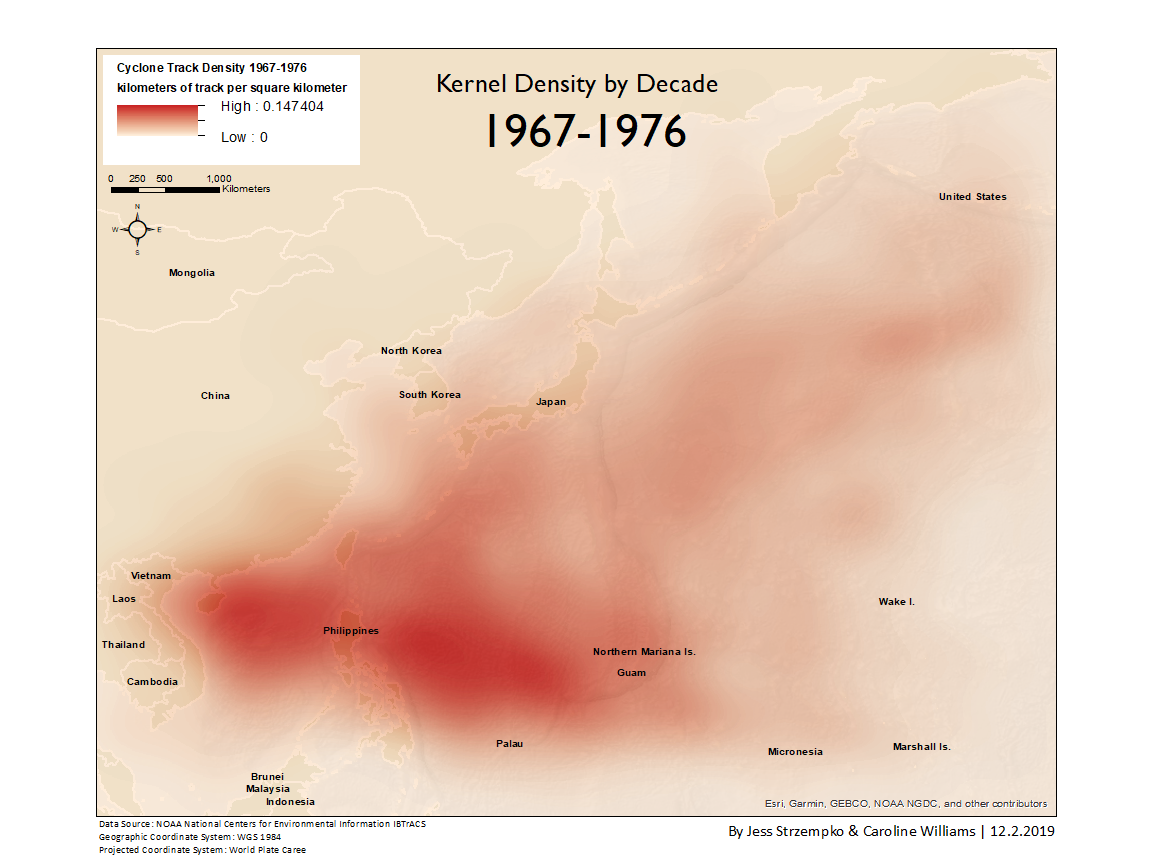 Cyclone Track Density 1967-1976
kilometers of track per square kilometer
High : 0.147404
Low : 0
Kernel Density by Decade
1967-1976
0 250 500 1,000
Kilometers
N
W E
S
United States
Mongolia
North Korea
China
South Korea
Japan
Vietnam
Laos
Wake I.
Philippines
Thailand
Northern Mariana Is.
Guam
Cambodia
Palau
Micronesia
Marshall Is.
Brunei
Malaysia
Indonesia
Esri, Garmin, GEBCO, NOAA NGDC, and other contributors
Data Source: NOAA National Centers for Environmental Information IBTrACS
Geographic Coordinate System: WGS 1984
Projected Coordinate System: World Plate Caree
By Jess Strzempko & Caroline Williams | 12.2.2019